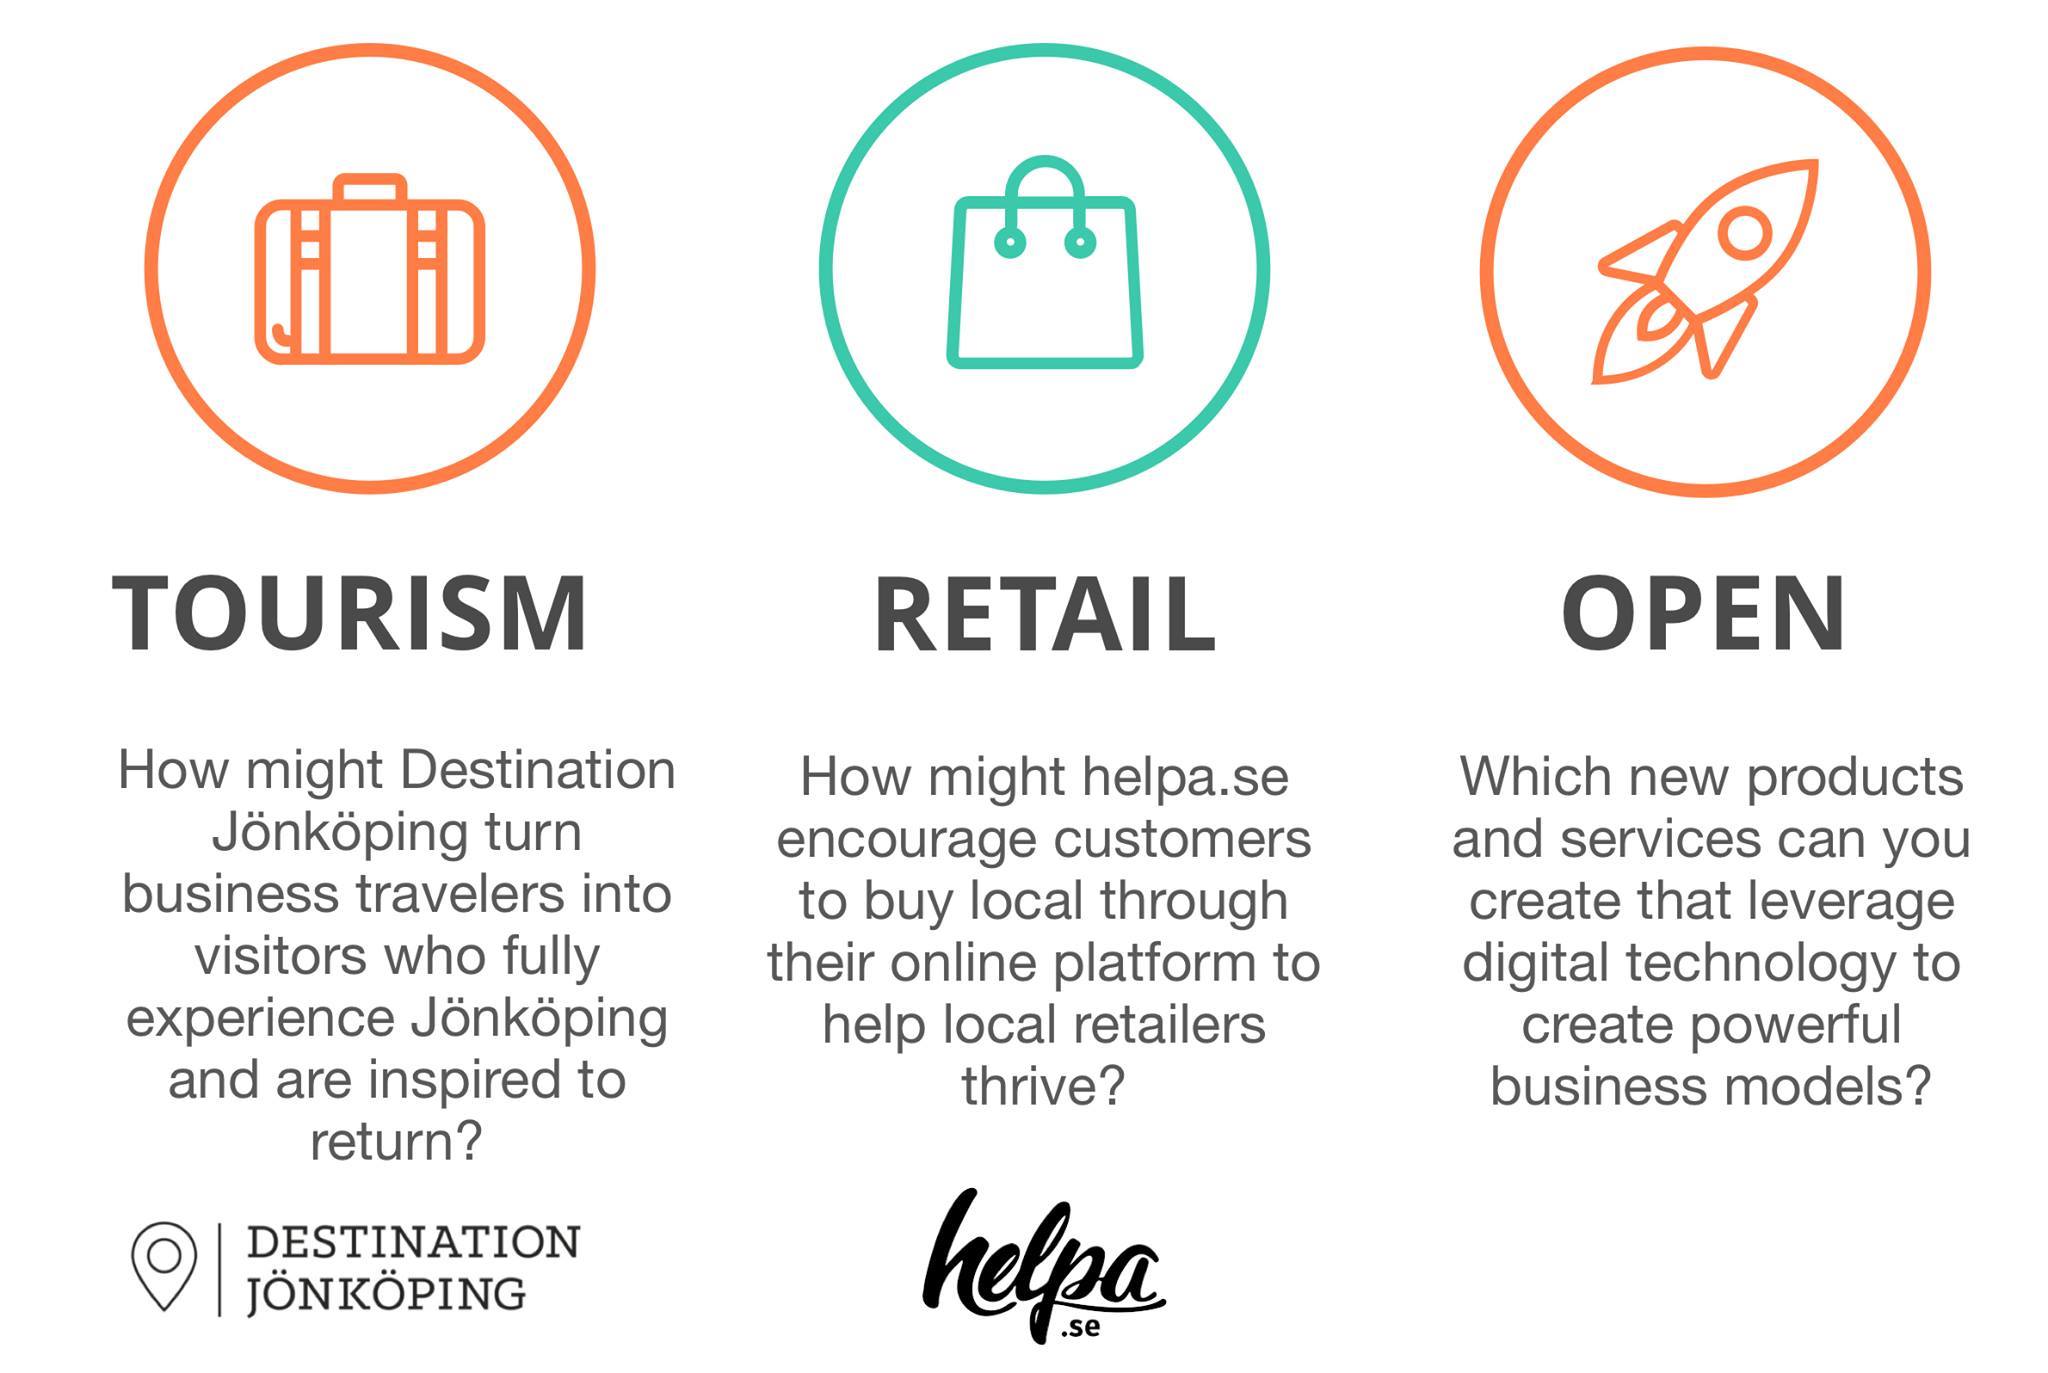 TOURISM
How might Destination
Jönköping turn
business travelers into
visitors who fully
experience Jönköping
and are inspired to
return?
DESTINATION
JÖNKÖPING
RETAIL
How might helpa.se
encourage customers
to buy local through
their online platform to
help local retailers
thrive?
helpa
.se
OPEN
Which new products
and services can you
create that leverage
digital technology to
create powerful
business models?